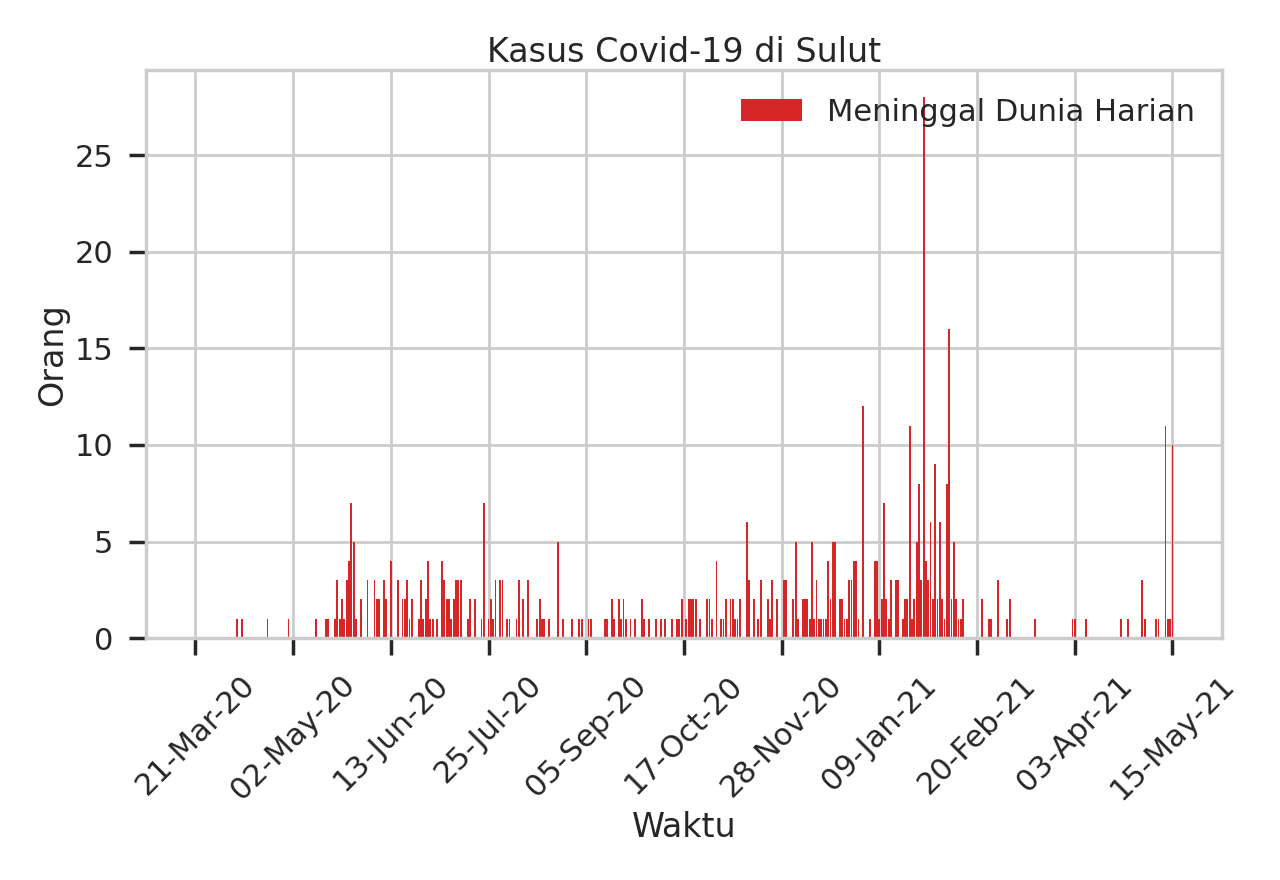 Kasus Covid-19 di Sulut
Meninggal Dunia Harian
Orang
25
20
15
10
5
0
21-Mar-20
02-May-20
13-Jun-20
25-Jul-20
05-Sep-20
17-Oct-20
28-Nov-20
09-Jan-21
20-Feb-21
03-Apr-21
15-May-21
Waktu